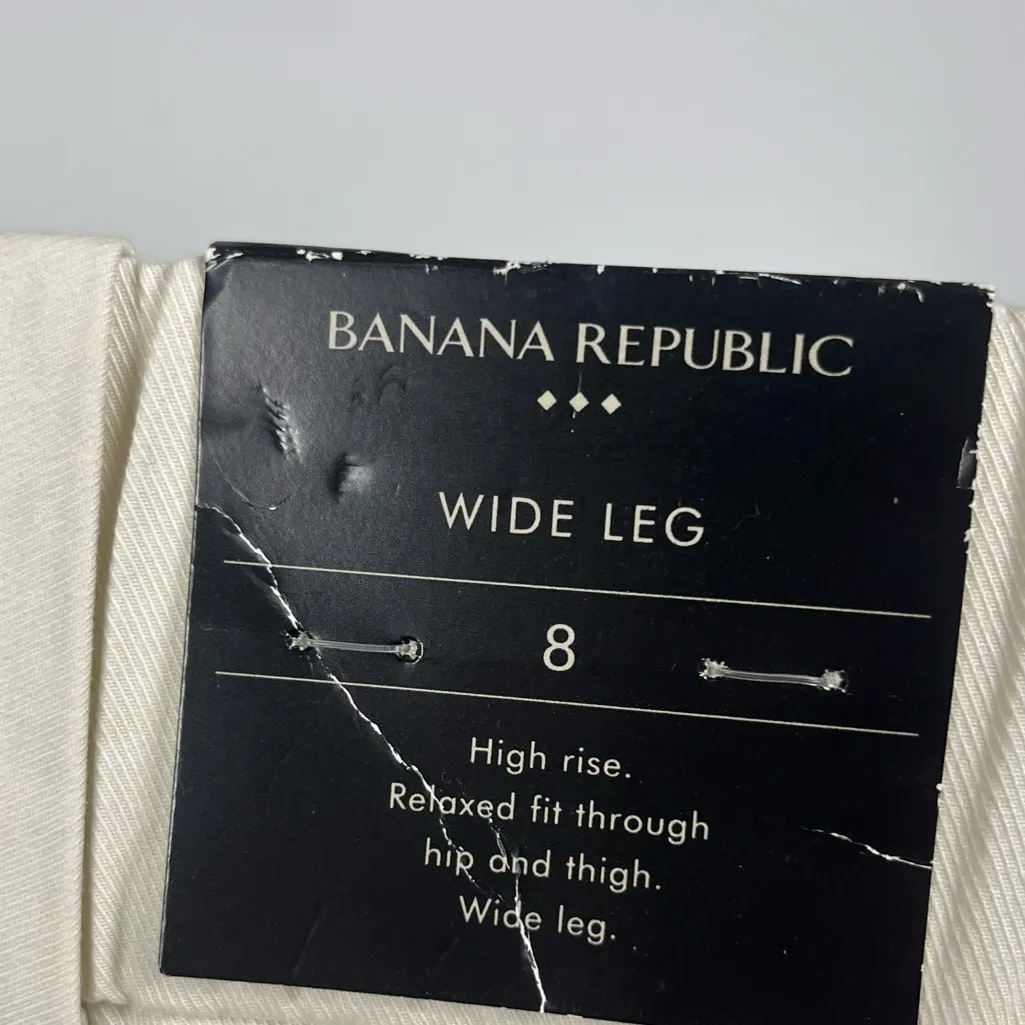 BANANA REPUBLIC
WIDE LEG
8
High rise.
Relaxed fit through
hip and thigh.
Wide leg.